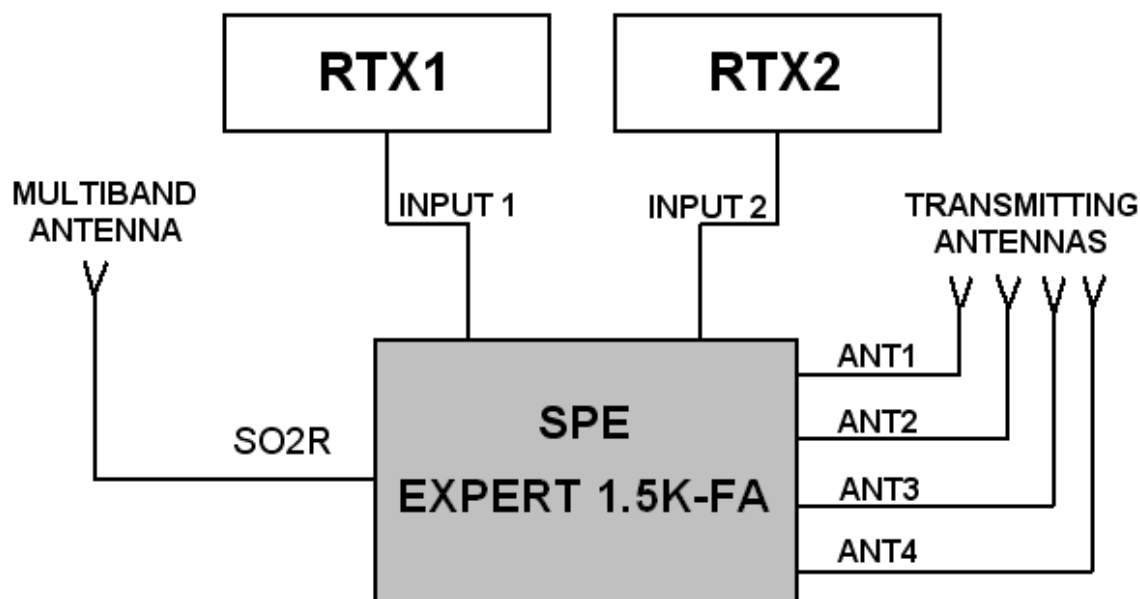 RTX1
RTX2
MULTIBAND
ANTENNA
INPUT 1
INPUT 2
TRANSMITTING
ANTENNAS
ANT1
SPE
ANT2
SO2R
EXPERT 1.5K-FA
ANT3
ANT4